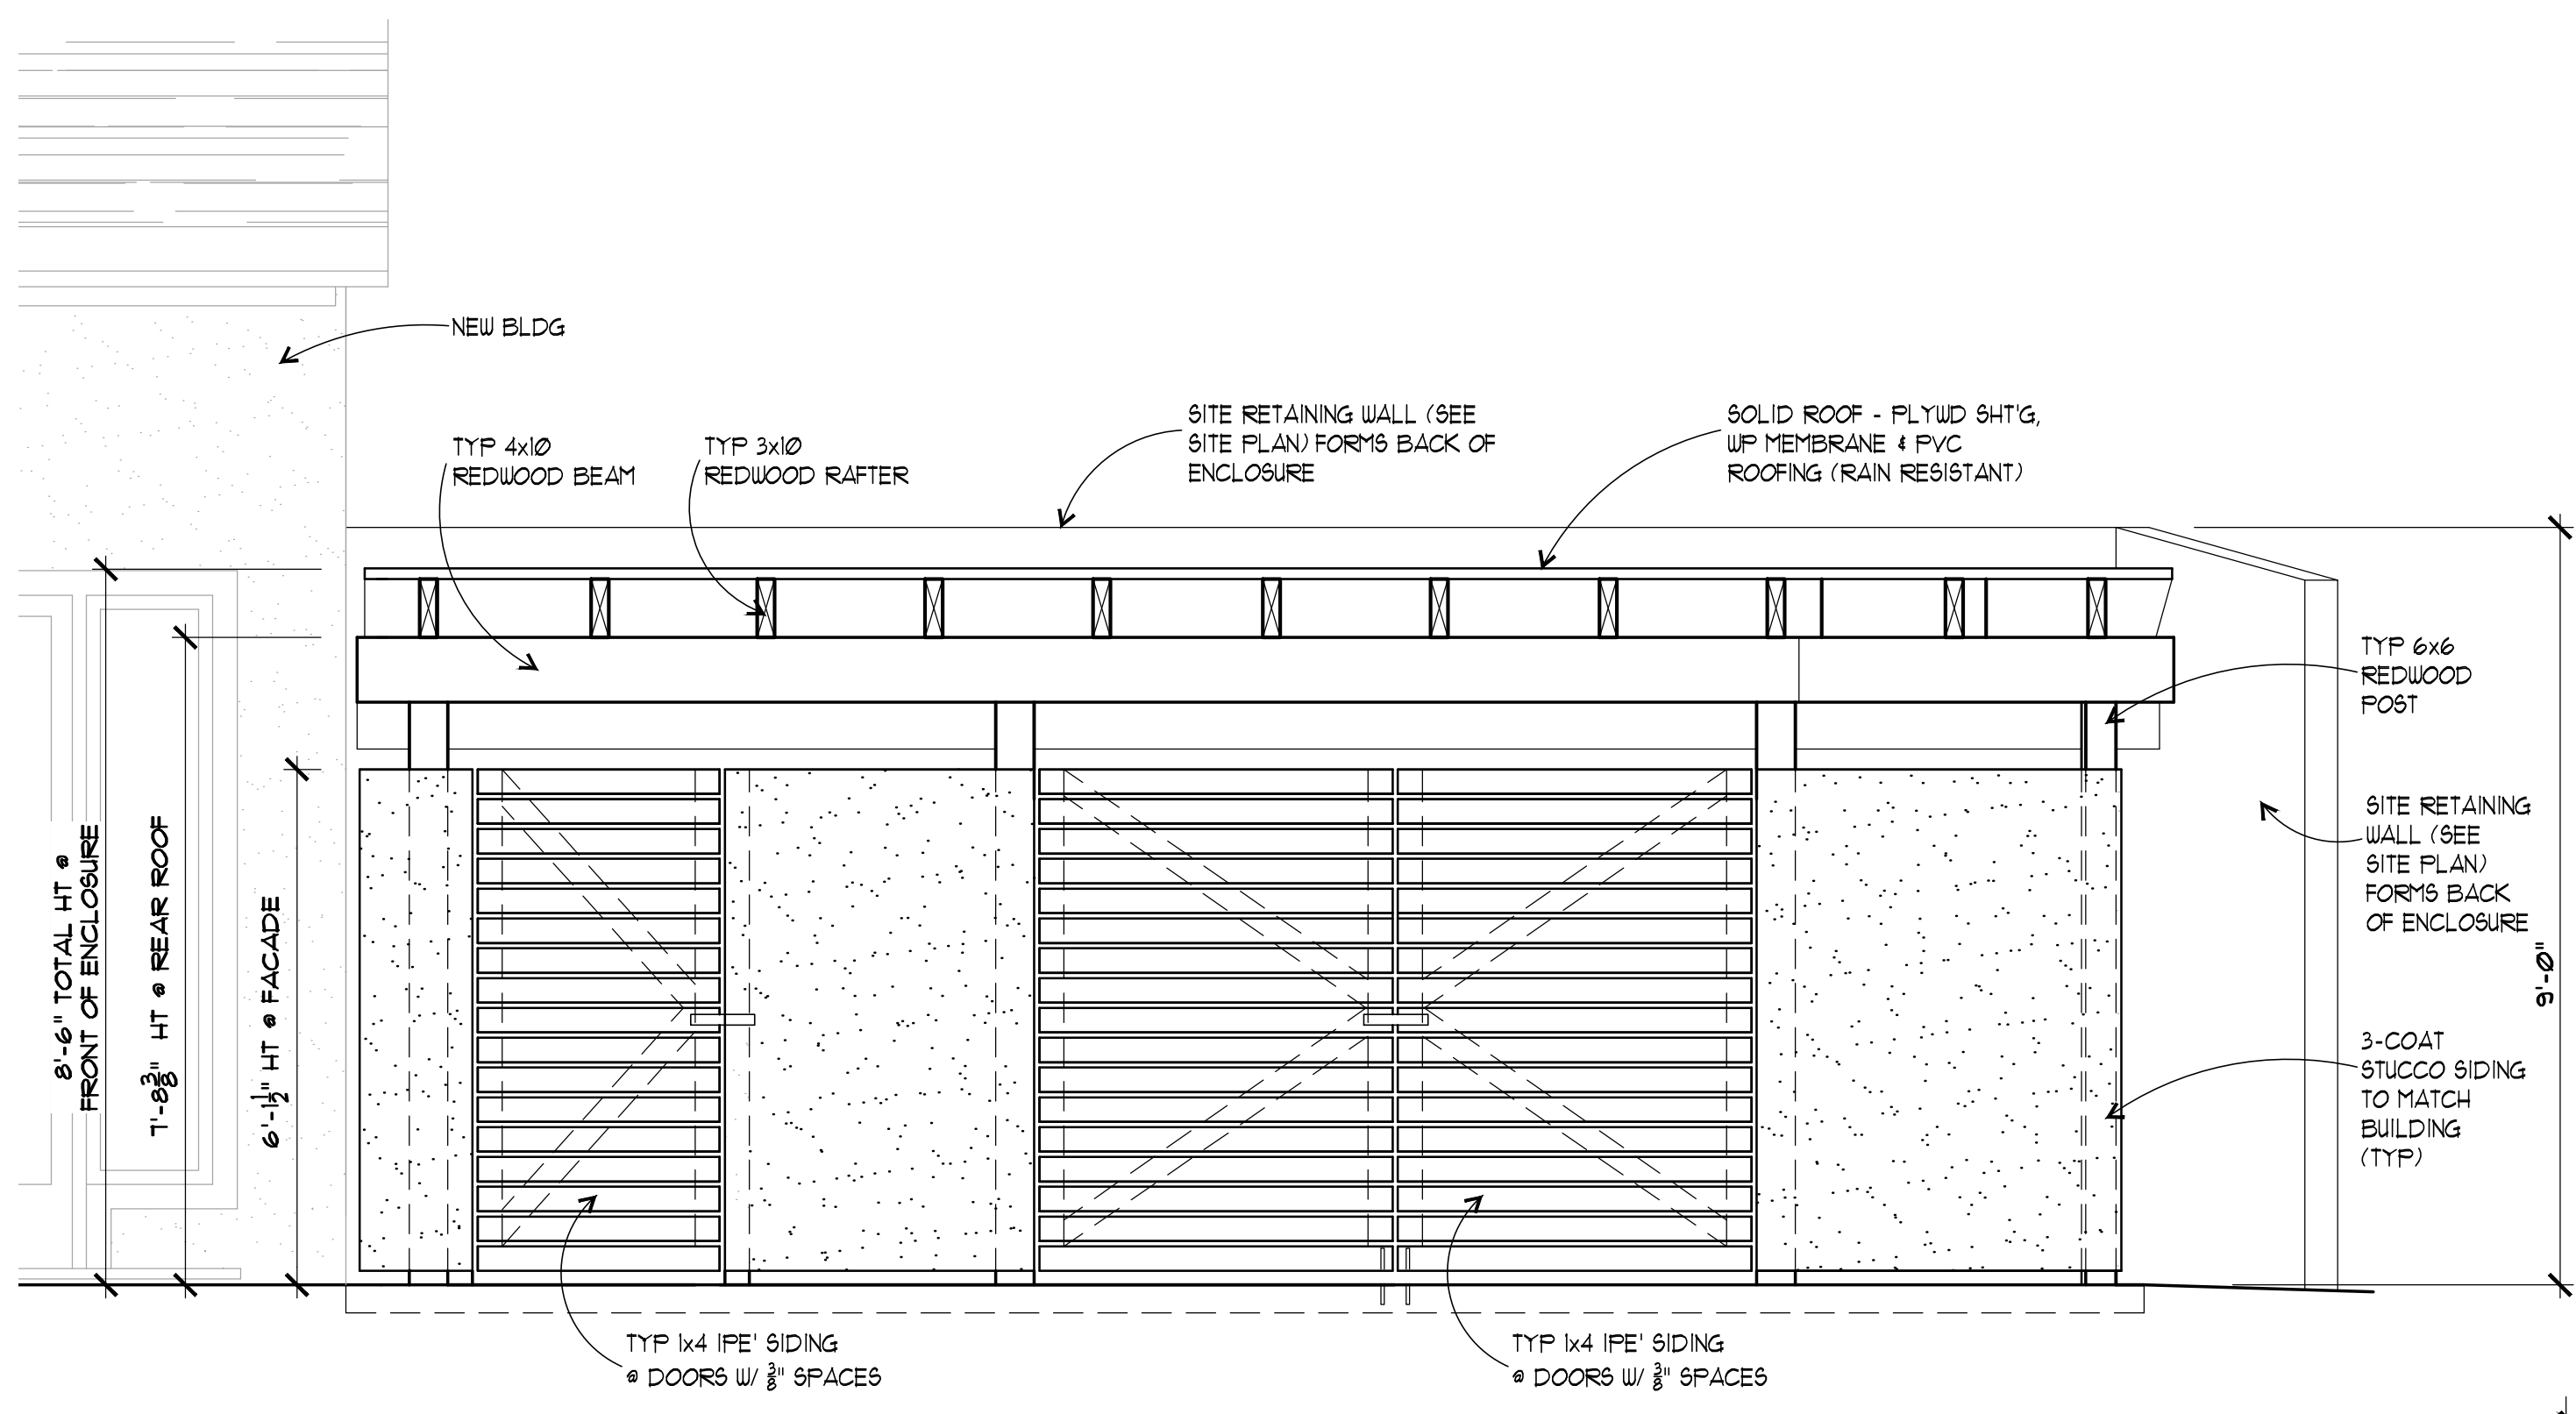 NEW BLDG
SITE RETAINING WALL (SEE
SITE PLAN) FORMS BACK OF
ENCLOSURE
SOLID ROOF - PLYWD SHT'G,
WP MEMBRANE & PVC
ROOFING (RAIN RESISTANT)
TYP 4x10
REDWOOD BEAM
TYP 3x10
REDWOOD RAFTER
TYP 6x6
REDWOOD
POST
SITE RETAINING
WALL (SEE
SITE PLAN)
FORMS BACK
OF ENCLOSURE
9'-0"
3-COAT
STUCCO SIDING
TO MATCH
BUILDING
(TYP)
8'-6" TOTAL HT @
FRONT OF ENCLOSURE
7'-8 3/8" HT @ REAR ROOF
6'-1 1/2" HT @ FACADE
TYP 1x4 IPE' SIDING
@ DOORS W/ 3/8" SPACES
TYP 1x4 IPE' SIDING
@ DOORS W/ 3/8" SPACES